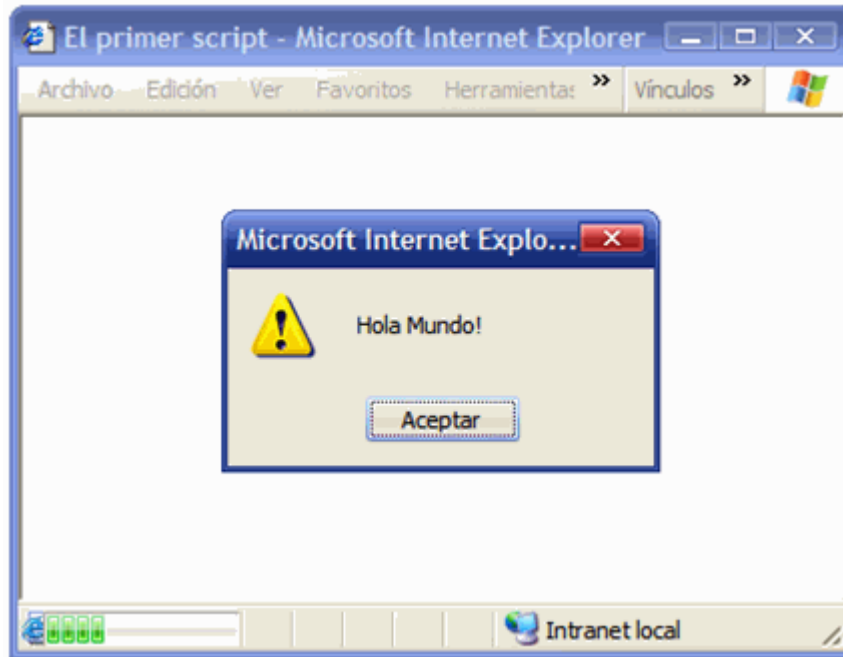 El primer script - Microsoft Internet Explorer
Archivo Edición Ver Favoritos Herramientas » Vínculos »
Microsoft Internet Explo...
Hola Mundo!
Aceptar
Intranet local